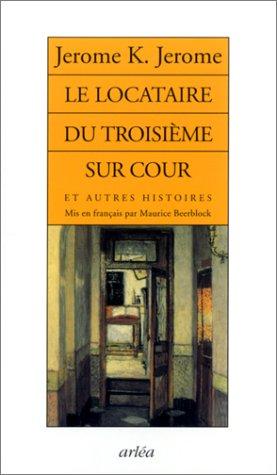 Jerome K. Jerome
LE LOCATAIRE
DU TROISIÈME
SUR COUR
ET AUTRES HISTOIRES
Mis en français par Maurice Beerblock
arléa